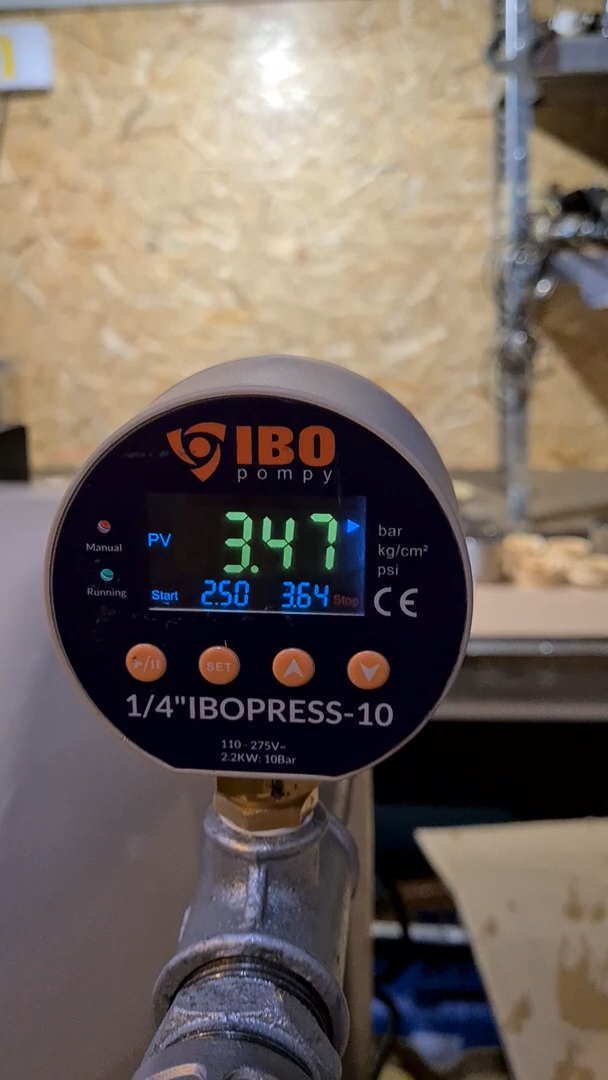 IBO
pompy
PV 3.47
bar
kg/cm²
psi
Manual
Running
Start 2.50 3.64 Stop
CE
SET
1/4"IBOPRESS-10
110 - 275V~
2.2KW: 10Bar